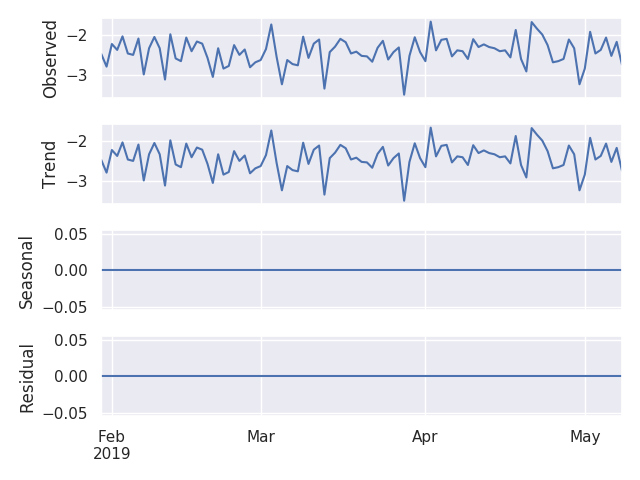 Observed
−2
−3
Trend
−2
−3
Seasonal
0.05
0.00
−0.05
Residual
0.05
0.00
−0.05
Feb
2019
Mar
Apr
May